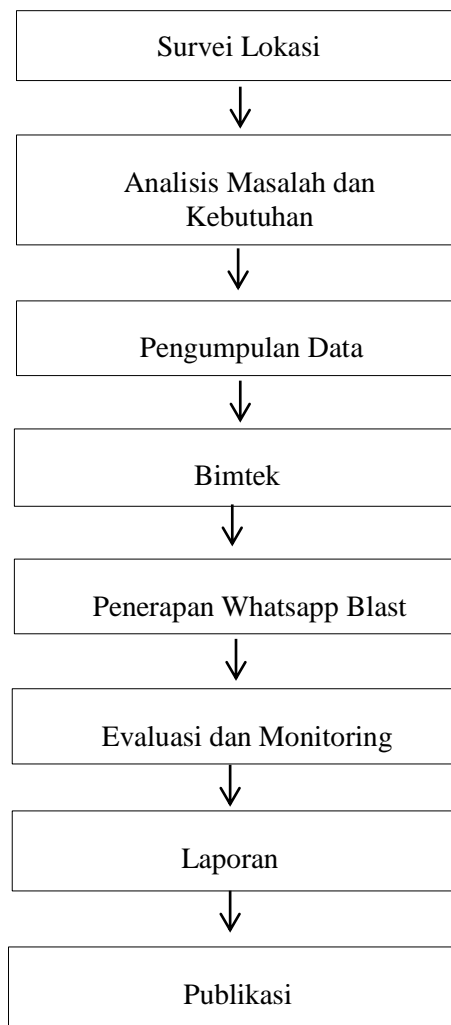 Survei Lokasi
Analisis Masalah dan
Kebutuhan
Pengumpulan Data
Bimtek
Penerapan Whatsapp Blast
Evaluasi dan Monitoring
Laporan
Publikasi